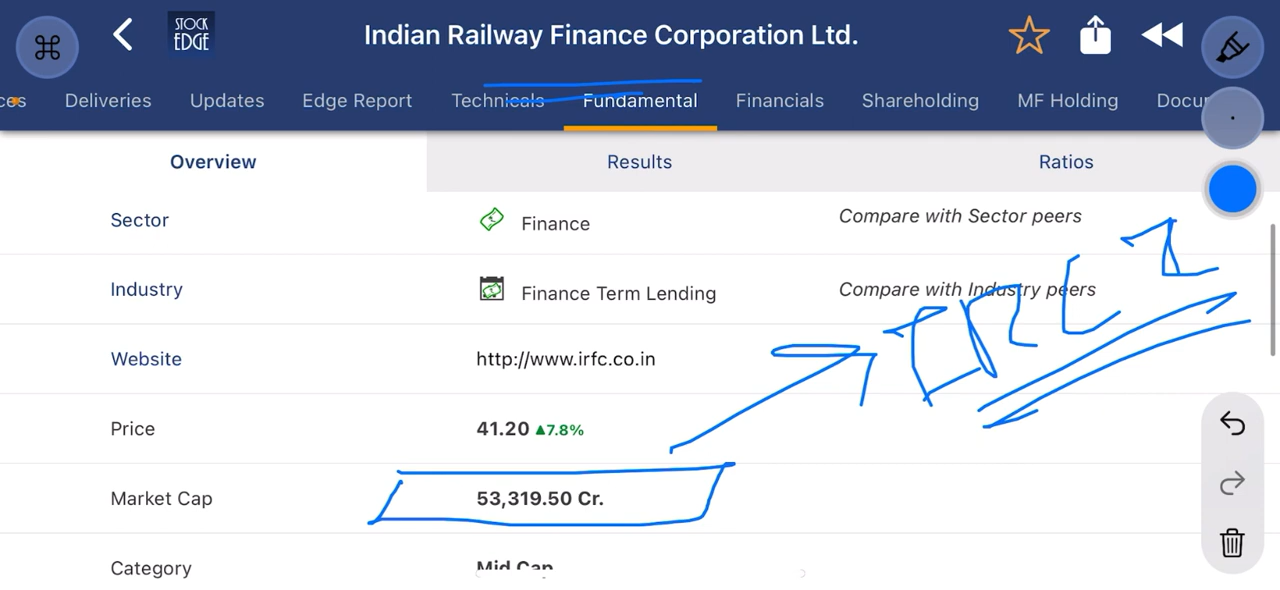 STOCK EDGE
Indian Railway Finance Corporation Ltd.
Deliveries Updates Edge Report Technicals Fundamental Financials Shareholding MF Holding
Overview Results Ratios
Sector Finance Compare with Sector peers
Industry Finance Term Lending Compare with Industry peers
Website http://www.irfc.co.in
Price 41.20 ▲7.8%
Market Cap 53,319.50 Cr.
Category Mid Cap